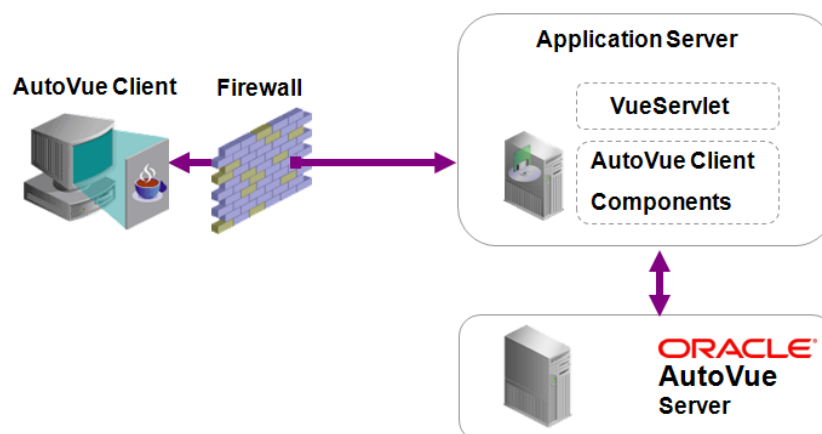 Application Server
AutoVue Client
Firewall
VueServlet
AutoVue Client
Components
ORACLE®
AutoVue
Server